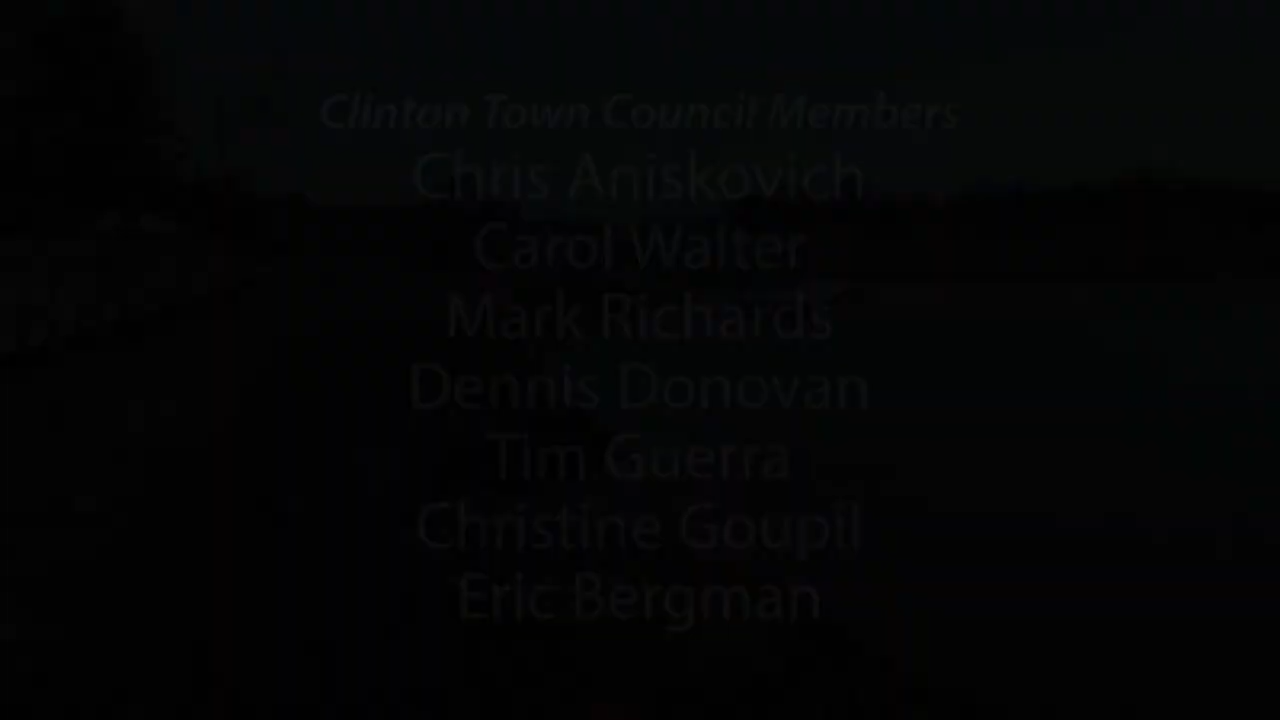 Clinton Town Council Members
Chris Aniskovich
Carol Walter
Mark Richards
Dennis Donovan
Tim Guerra
Christine Goupil
Eric Bergman